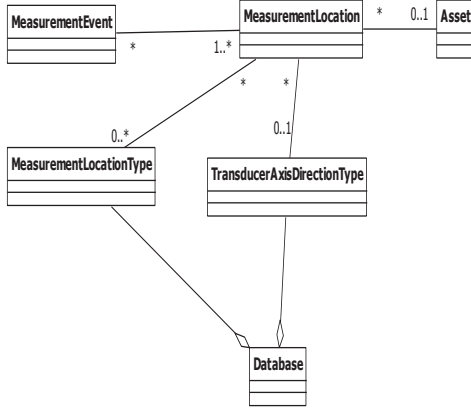 MeasurementEvent
MeasurementLocation
Asset
*
1..*
*
0..1
*
*
0..*
0..1
MeasurementLocationType
TransducerAxisDirectionType
Database